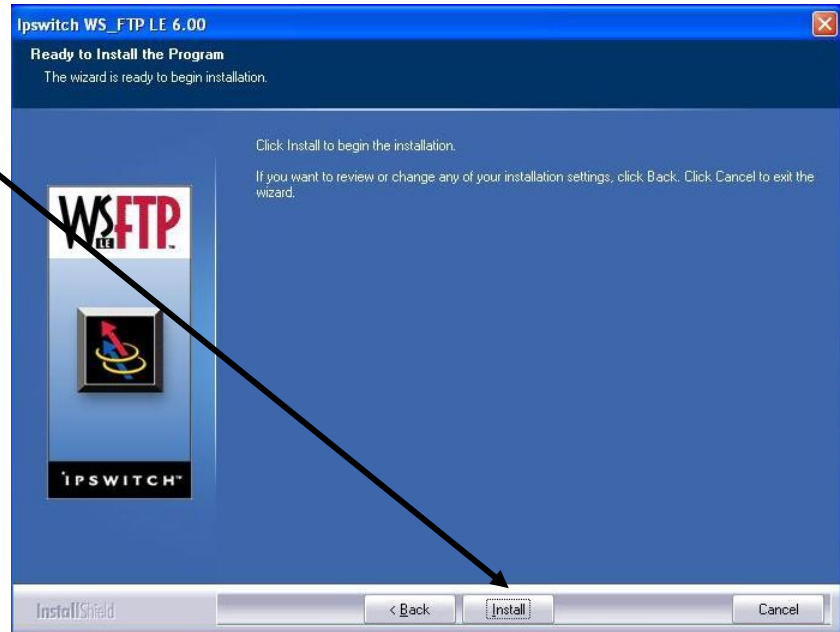 Ipswitch WS_FTP LE 6.00
Ready to Install the Program
The wizard is ready to begin installation.
Click Install to begin the installation.
If you want to review or change any of your installation settings, click Back. Click Cancel to exit the
wizard.
WS FTP
LE
IPSWITCH™
InstallShield
< Back
Install
Cancel